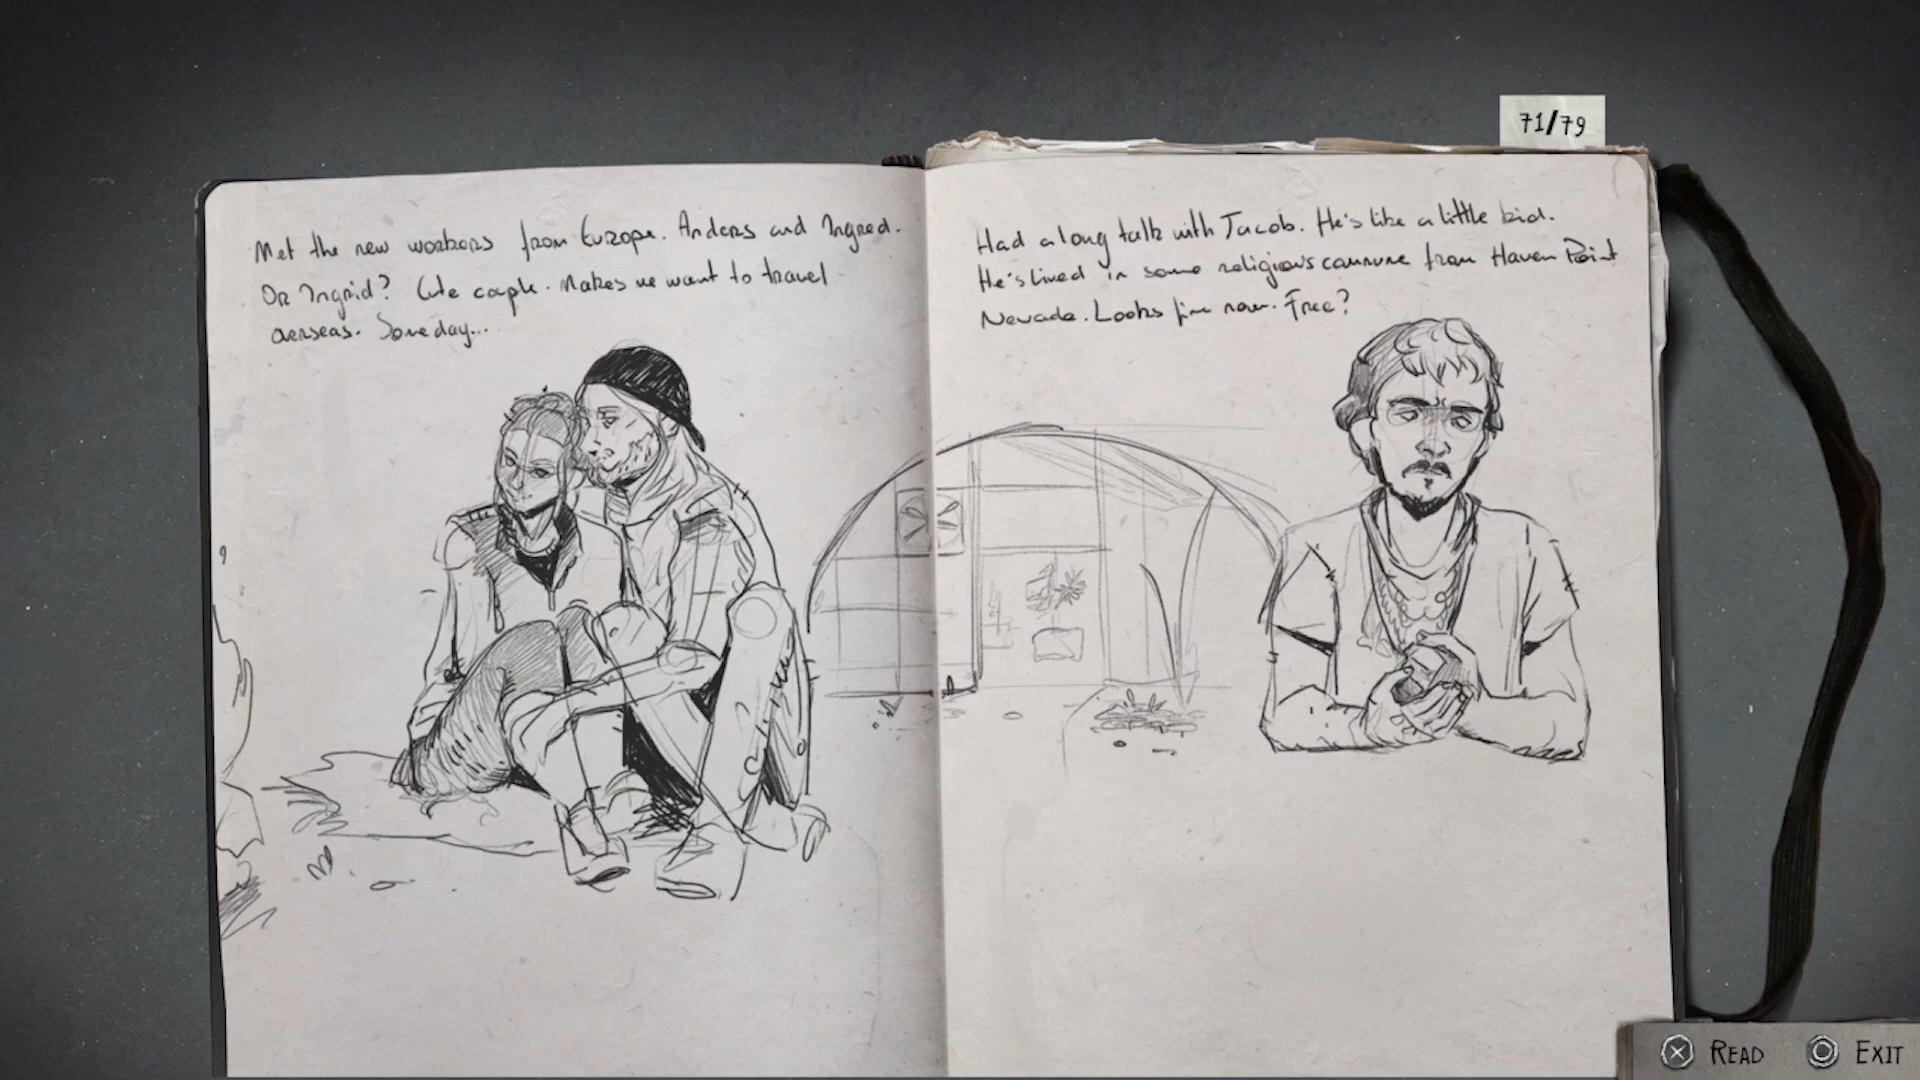 Met the new workers from Europe. Anders and Ingred.
Or Ingrid? Cute couple. Makes me want to travel
overseas. Someday...
71/79
Had a long talk with Jacob. He's like a little kid.
He's lived in some religious commune from Haven Point
Nevada. Looks fine now. Free?
READ EXIT